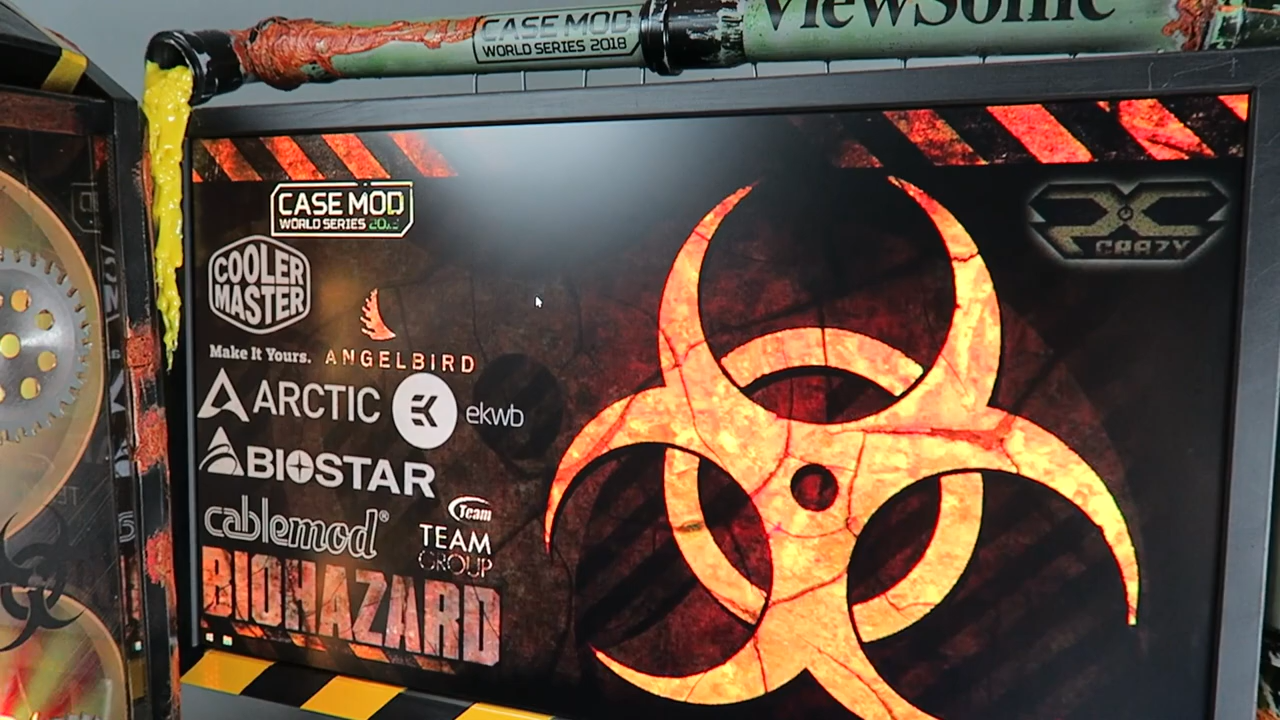 CASE MOD
WORLD SERIES 2018
ViewSonic
CASE MOD
WORLD SERIES
CRAZY
COOLER
MASTER
Make It Yours.
ANGELBIRD
ARCTIC
ekwb
BIOSTAR
cablemod®
Team
TEAM
GROUP
BIOHAZARD